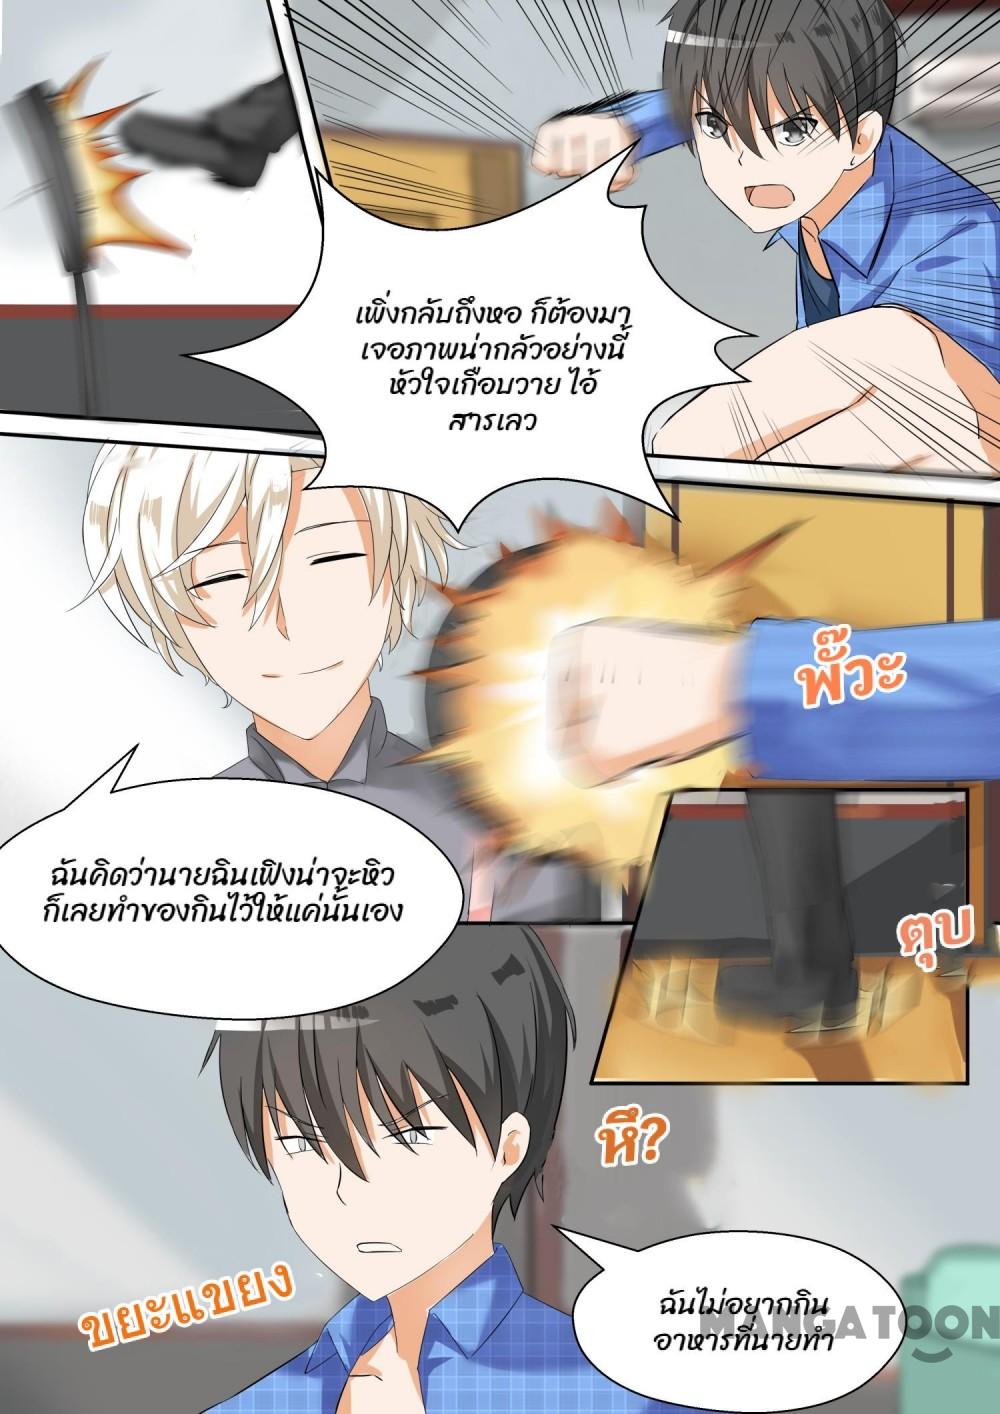 เพิ่งกลับถึงหอ ก็ต้องมา
เจอภาพน่ากลัวอย่างนี้
หัวใจเกือบวาย ไอ้
สารเลว
พั๊วะ
ฉันคิดว่านายฉินเฟิงน่าจะหิว
ก็เลยทำของกินไว้ให้แค่นั้นเอง
ตุบ
หึ?
ขยะแขยง
ฉันไม่อยากกิน
อาหารที่นายทำ
MANGATOON